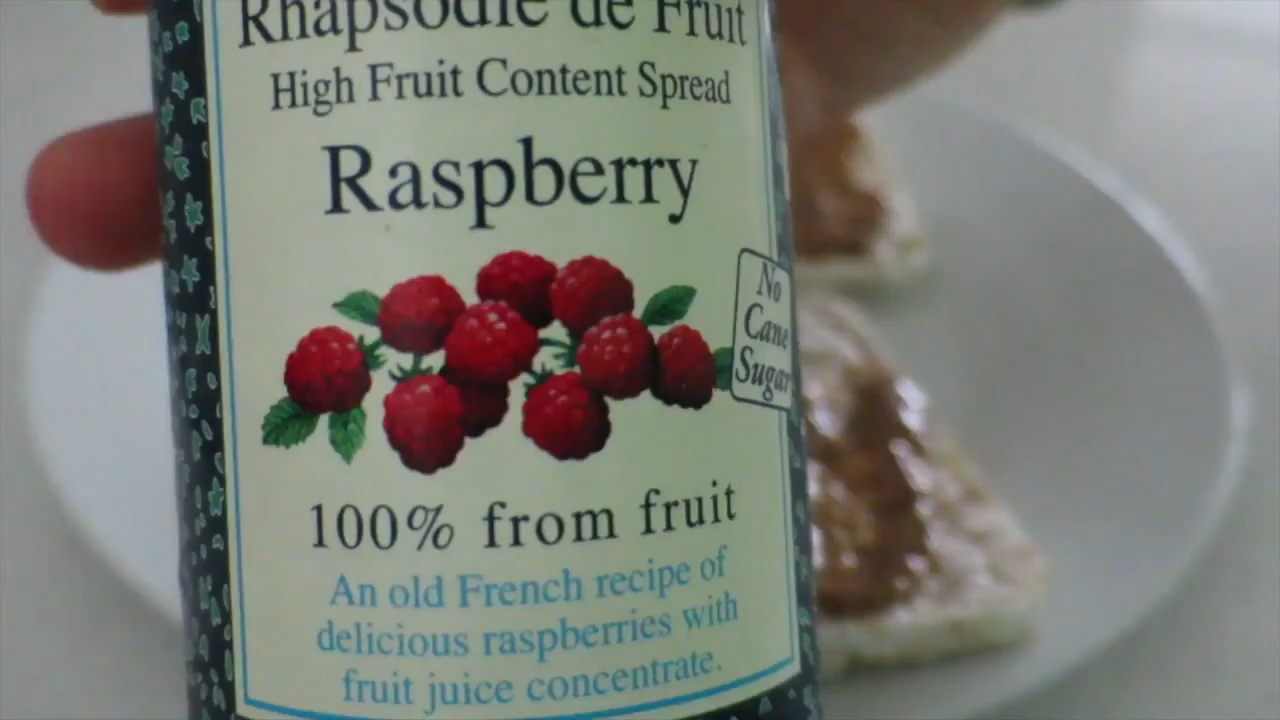 Rhapsodie de Fruit
High Fruit Content Spread
Raspberry
No
Cane
Sugar
100% from fruit
An old French recipe of
delicious raspberries with
fruit juice concentrate.